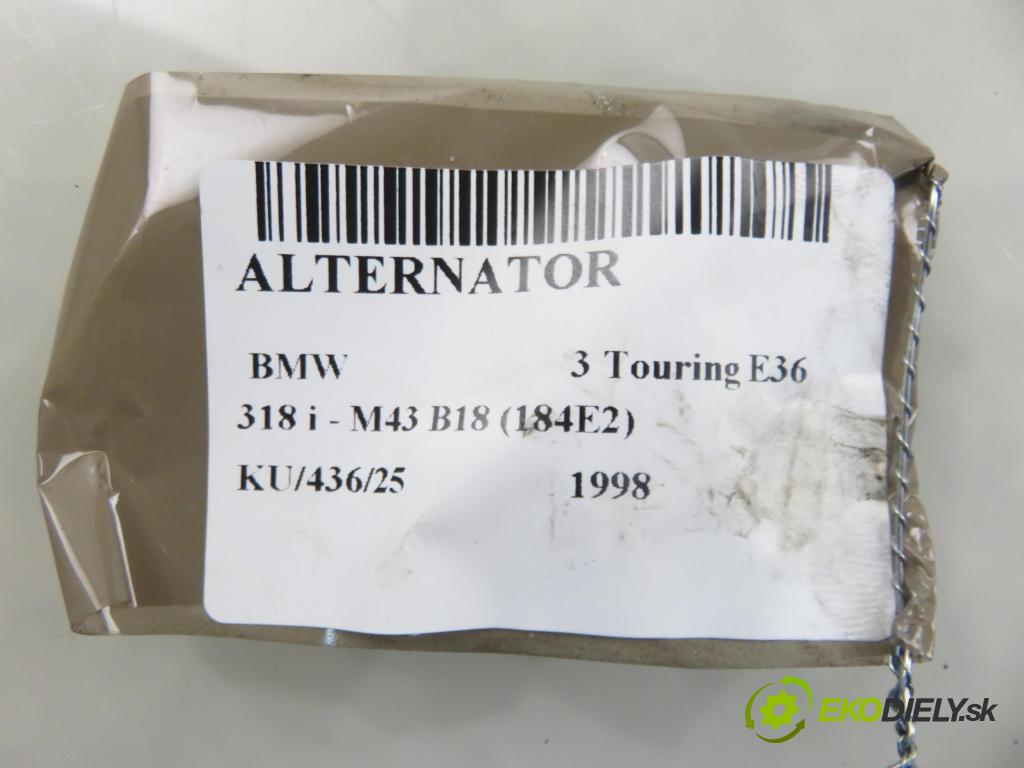 ALTERNATOR
BMW 3 Touring E36
318 i - M43 B18 (184E2)
KU/436/25 1998
EKODIELY.sk